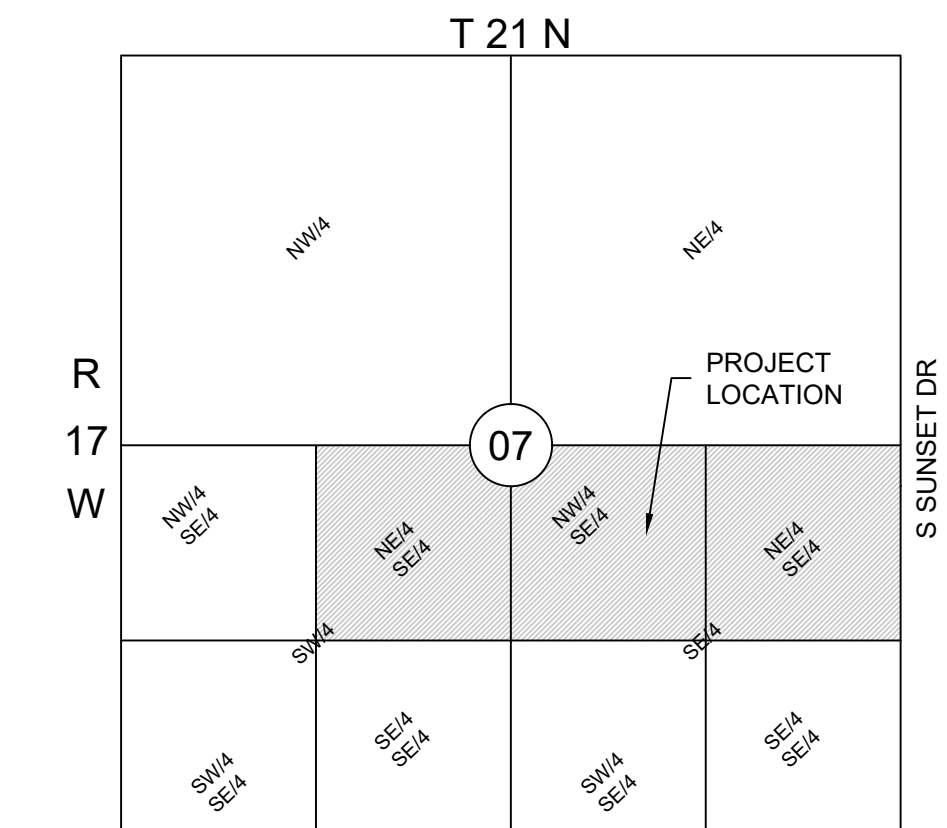 T 21 N
NW/4
NE/4
R
17
W
PROJECT
LOCATION
S SUNSET DR
07
NW/4
SE/4
NE/4
SE/4
NW/4
SE/4
NE/4
SE/4
SW/4
SE/4
SW/4
SE/4
SE/4
SE/4
SW/4
SE/4
SE/4
SE/4